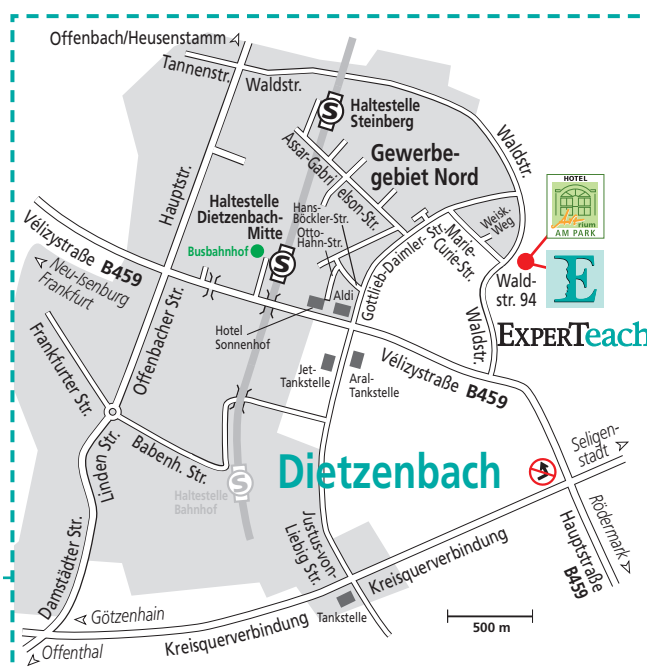 Offenbach/Heusenstamm
Tannenstr.
Waldstr.
Haltestelle
Steinberg
Waldstr.
Assar-Gabri
elson-Str.
Gewerbe-
gebiet Nord
HOTEL
Atrium
AM PARK
Hauptstr.
Haltestelle
Dietzenbach-
Mitte
Busbahnhof
Hans-
Böckler-Str.
Otto-
Hahn-Str.
Weisk.
Weg
Marie-
Curie-Str.
Gottlieb-Daimler-Str.
Vélizystraße B459
Neu-Isenburg
Frankfurt
Wald-
str. 94
E
EXPERTeach
Aldi
Hotel
Sonnenhof
Waldstr.
Offenbacher Str.
Frankfurter Str.
Jet-
Tankstelle
Aral-
Tankstelle
Vélizystraße B459
Linden Str.
Babenh. Str.
Dietzenbach
Seligen-
stadt
Haltestelle
Bahnhof
Rödermark
Hauptstraße
B459
Justus-von-
Liebig Str.
Damstädter Str.
Kreisquerverbindung
Götzenhain
Tankstelle
Kreisquerverbindung
500 m
Offenthal
S
S
S